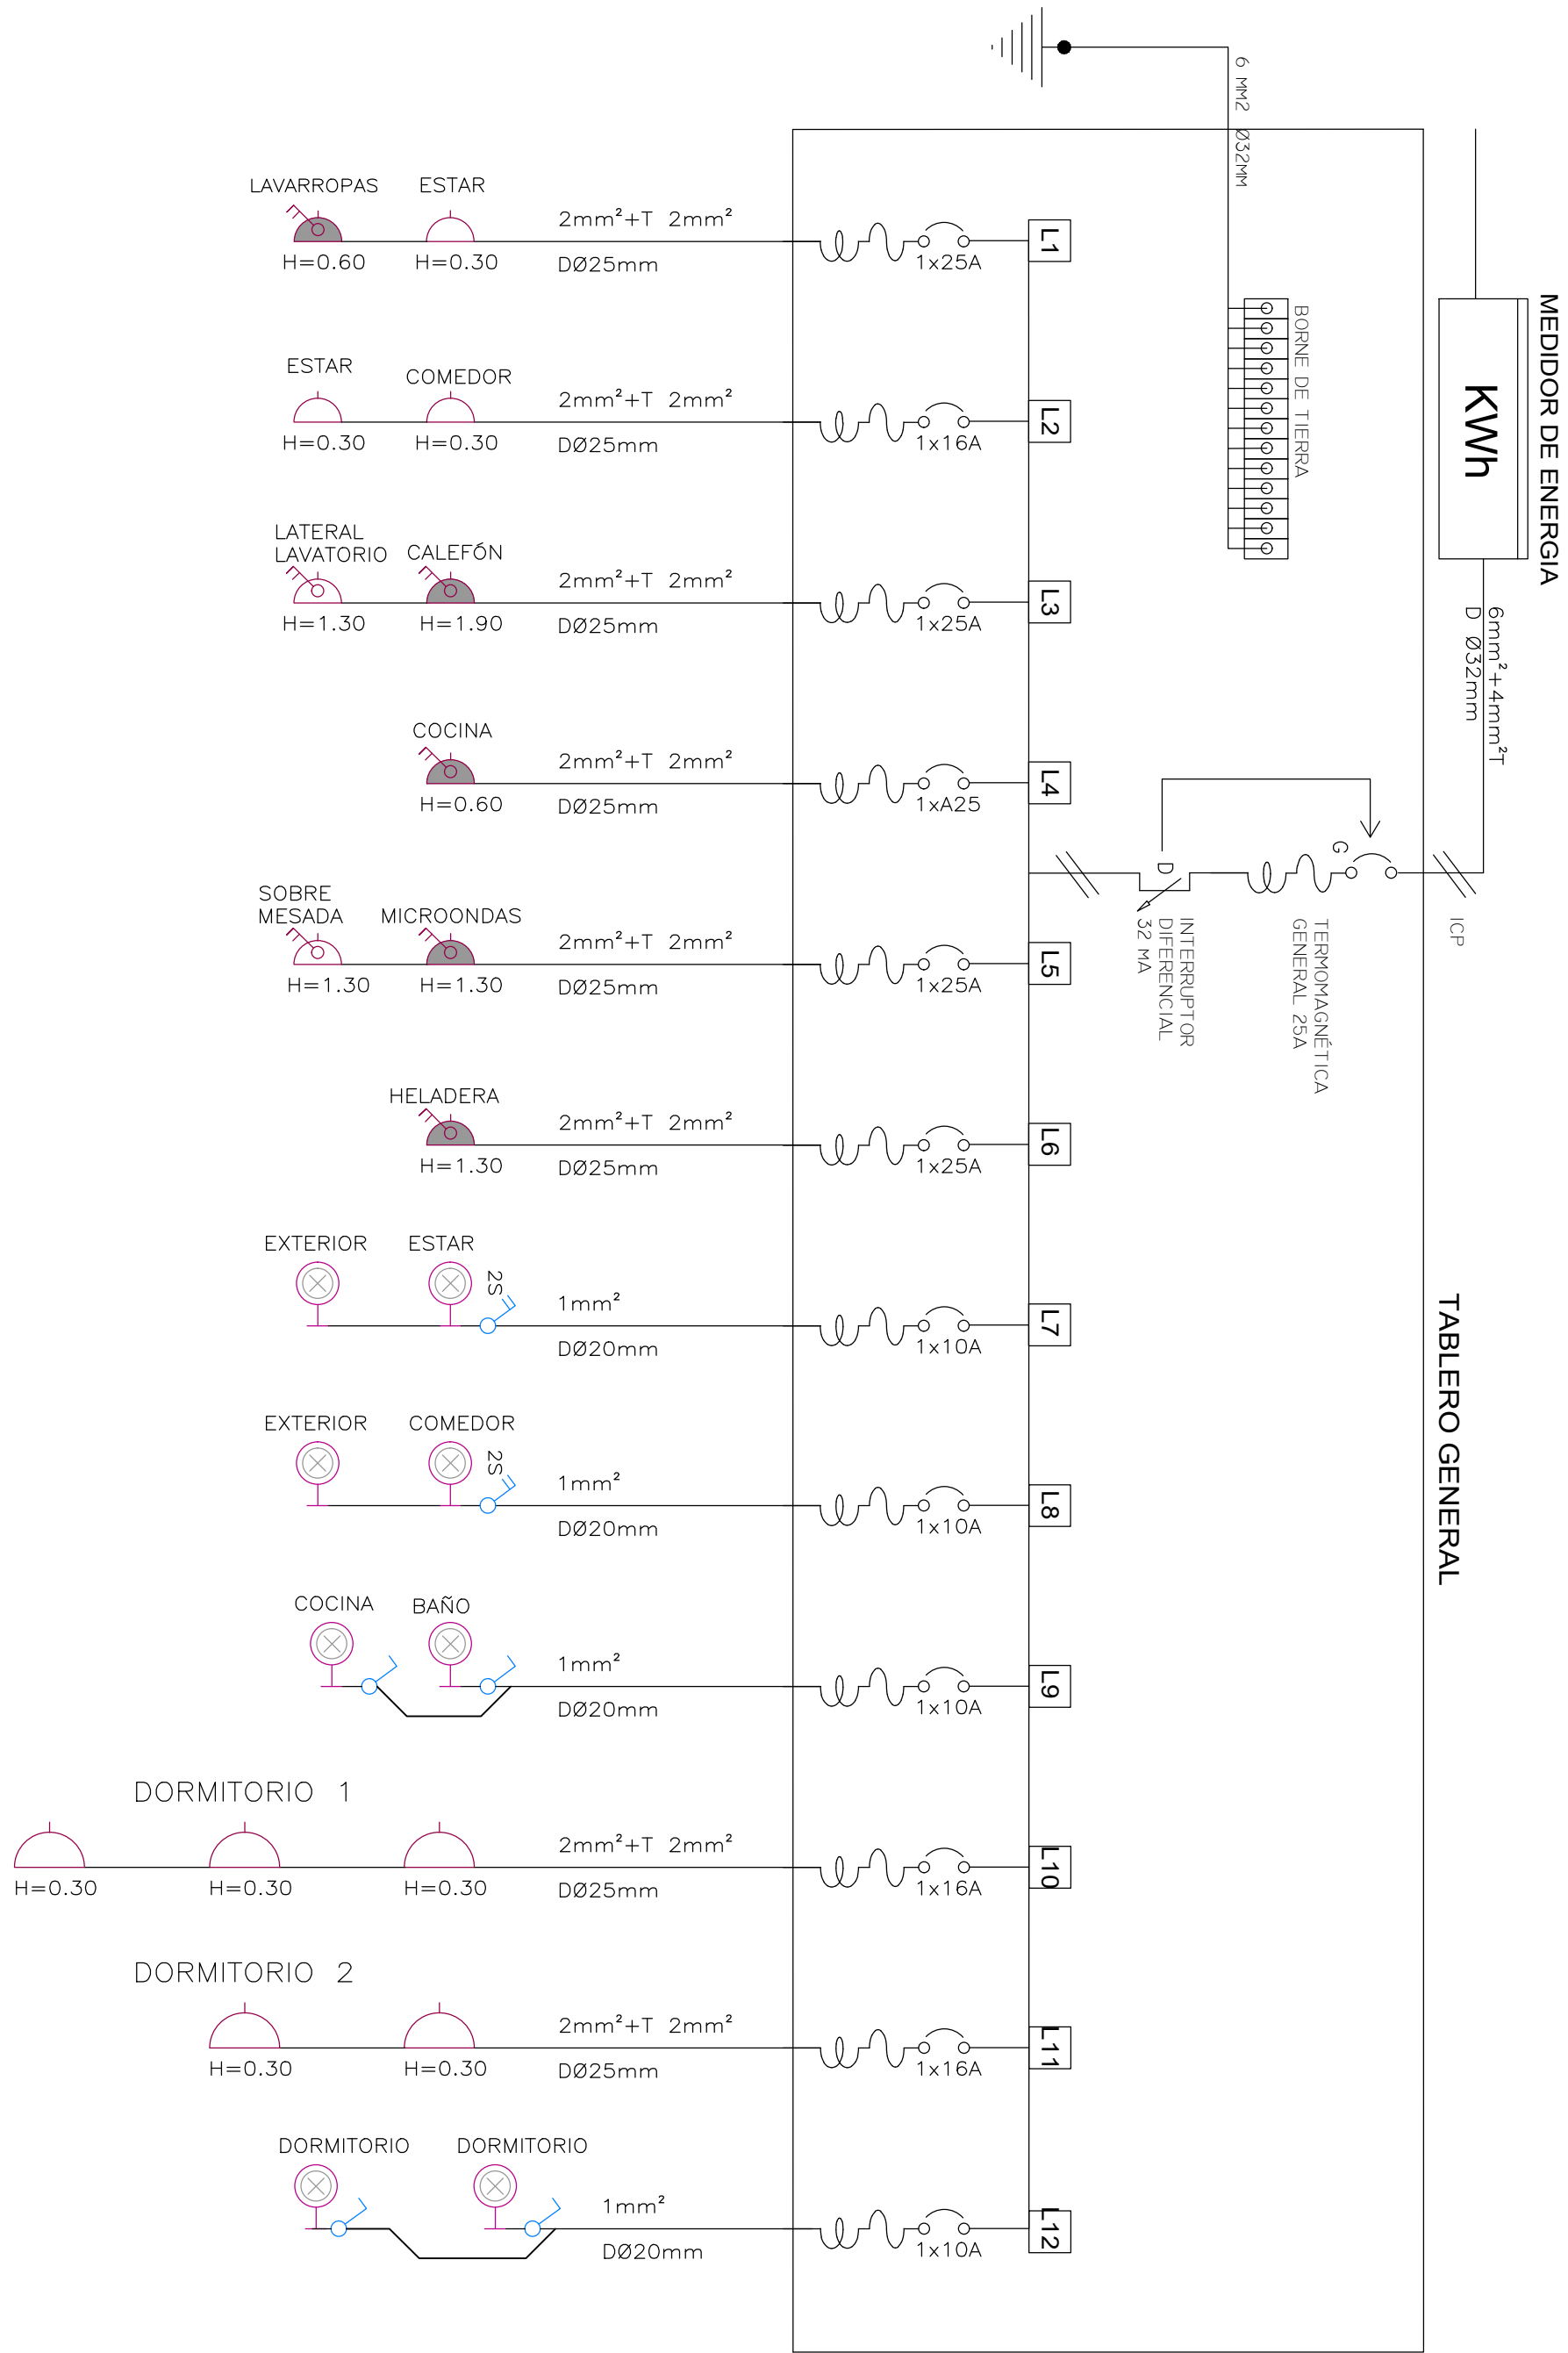 6 MM2 Ø32MM
MEDIDOR DE ENERGIA
KWh
BORNE DE TIERRA
6mm²+4mm²T
D Ø32mm
ICP
G
TERMOMAGNÉTICA
GENERAL 25A
D
INTERRUPTOR
DIFERENCIAL
32 MA
TABLERO GENERAL
LAVARROPAS ESTAR
2mm²+T 2mm²
L1
H=0.60 H=0.30 DØ25mm 1x25A
ESTAR COMEDOR
2mm²+T 2mm²
L2
H=0.30 H=0.30 DØ25mm 1x16A
LATERAL
LAVATORIO CALEFÓN
2mm²+T 2mm²
L3
H=1.30 H=1.90 DØ25mm 1x25A
COCINA
2mm²+T 2mm²
L4
H=0.60 DØ25mm 1xA25
SOBRE
MESADA MICROONDAS
2mm²+T 2mm²
L5
H=1.30 H=1.30 DØ25mm 1x25A
HELADERA
2mm²+T 2mm²
L6
H=1.30 DØ25mm 1x25A
EXTERIOR ESTAR
2S
1mm²
L7
DØ20mm 1x10A
EXTERIOR COMEDOR
2S
1mm²
L8
DØ20mm 1x10A
COCINA BAÑO
1mm²
L9
DØ20mm 1x10A
DORMITORIO 1
2mm²+T 2mm²
L10
H=0.30 H=0.30 H=0.30 DØ25mm 1x16A
DORMITORIO 2
2mm²+T 2mm²
L11
H=0.30 H=0.30 DØ25mm 1x16A
DORMITORIO DORMITORIO
1mm²
L12
DØ20mm 1x10A